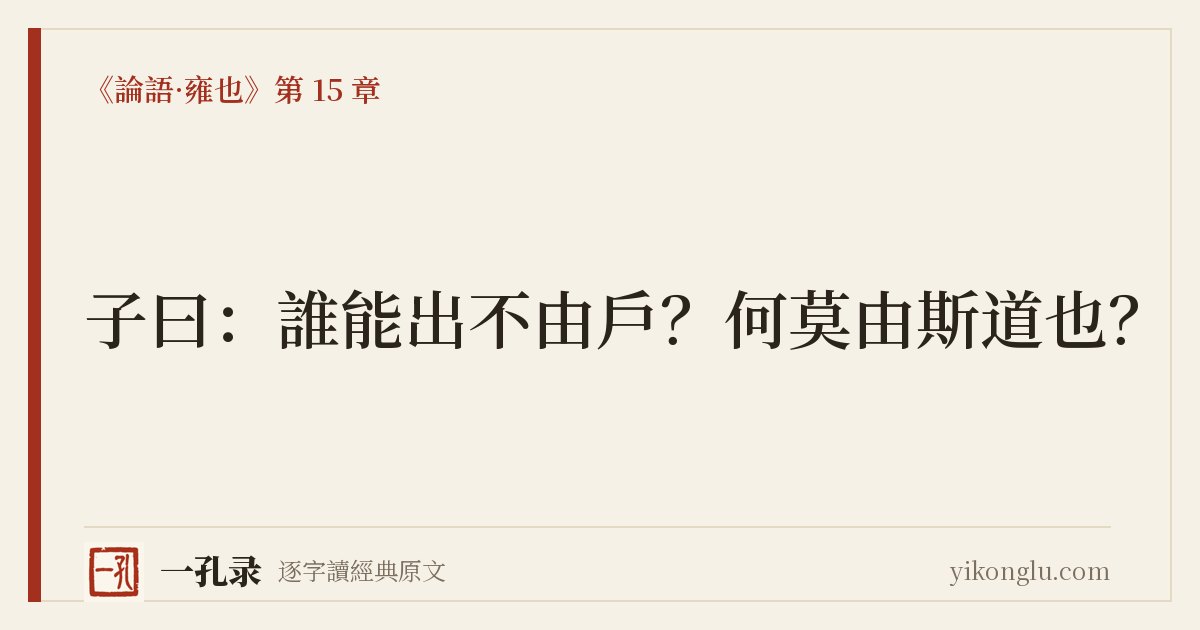 《論語·雍也》第 15 章
子曰：誰能出不由戶？何莫由斯道也？
一孔
一孔录 逐字讀經典原文
yikonglu.com